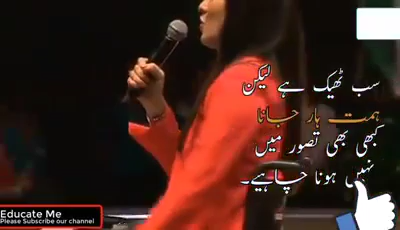 سب ٹھیک ہے لیکن
ہمت ہار جانا
کبھی بھی تصور میں
نہیں ہونا چاہیے۔
Educate Me
Please Subscribe our channel